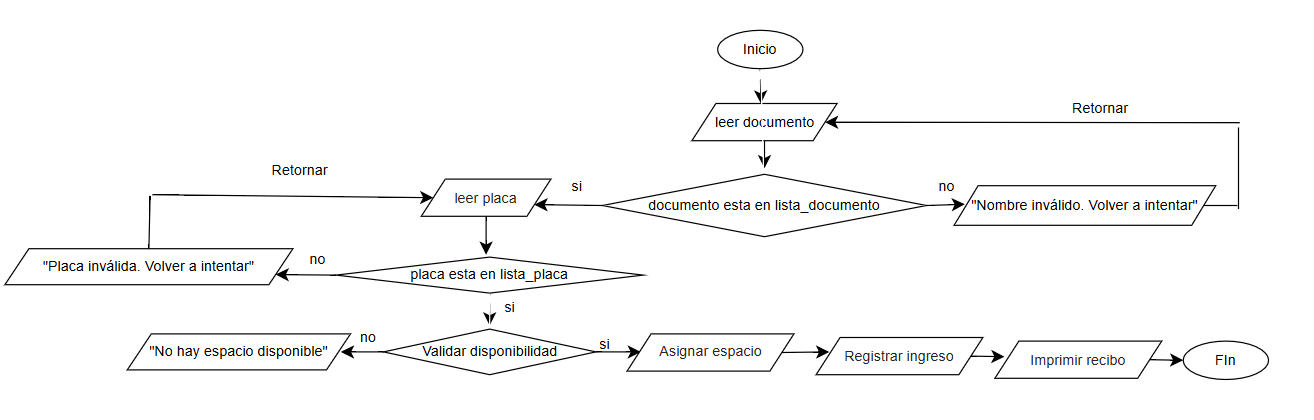 Inicio
leer documento
Retornar
documento esta en lista_documento
si
no
"Nombre inválido. Volver a intentar"
leer placa
Retornar
placa esta en lista_placa
no
"Placa inválida. Volver a intentar"
si
Validar disponibilidad
no
"No hay espacio disponible"
si
Asignar espacio
Registrar ingreso
Imprimir recibo
FIn